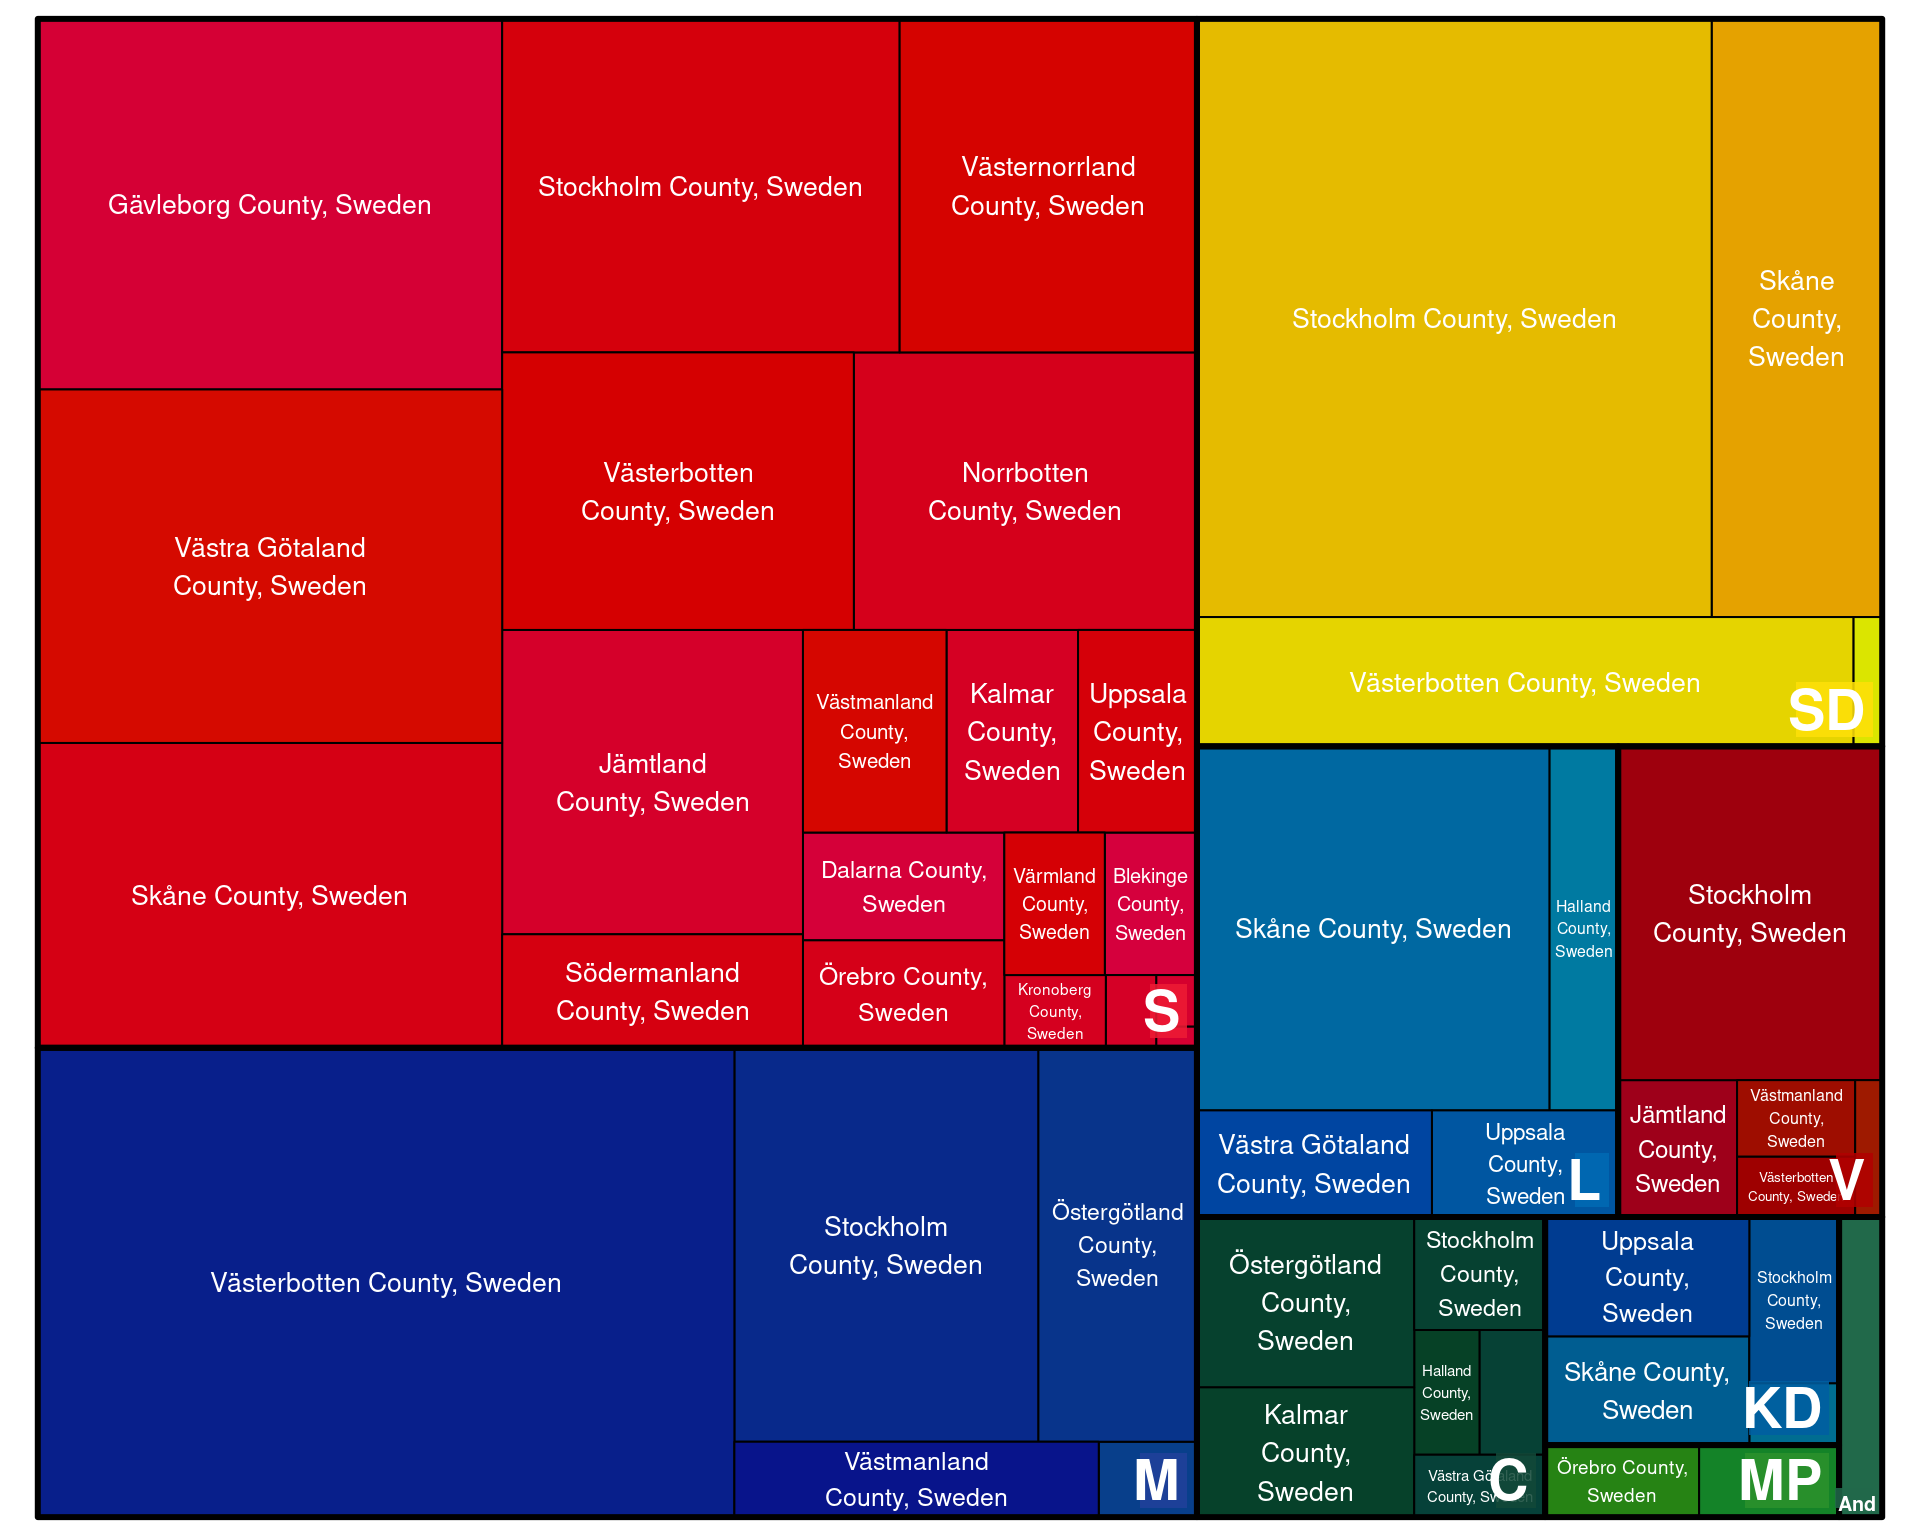 Gävleborg County, Sweden
Stockholm County, Sweden
Västernorrland
County, Sweden
Västra Götaland
County, Sweden
Västerbotten
County, Sweden
Norrbotten
County, Sweden
Skåne County, Sweden
Jämtland
County, Sweden
Västmanland
County,
Sweden
Kalmar
County,
Sweden
Uppsala
County,
Sweden
Dalarna County,
Sweden
Värmland
County,
Sweden
Blekinge
County,
Sweden
Södermanland
County, Sweden
Örebro County,
Sweden
Kronoberg
County,
Sweden
S
Västerbotten County, Sweden
Stockholm
County, Sweden
Östergötland
County,
Sweden
Västmanland
County, Sweden
M
Stockholm County, Sweden
Skåne
County,
Sweden
Västerbotten County, Sweden
SD
Skåne County, Sweden
Halland
County,
Sweden
Västra Götaland
County, Sweden
Uppsala
County,
Sweden
L
Stockholm
County, Sweden
Jämtland
County,
Sweden
Västmanland
County,
Sweden
Västerbotten
County, Sweden
V
Östergötland
County,
Sweden
Stockholm
County,
Sweden
Kalmar
County,
Sweden
Halland
County,
Sweden
Västra Götaland
County, Sweden
C
Uppsala
County,
Sweden
Stockholm
County,
Sweden
Skåne County,
Sweden
KD
Örebro County,
Sweden
MP
And